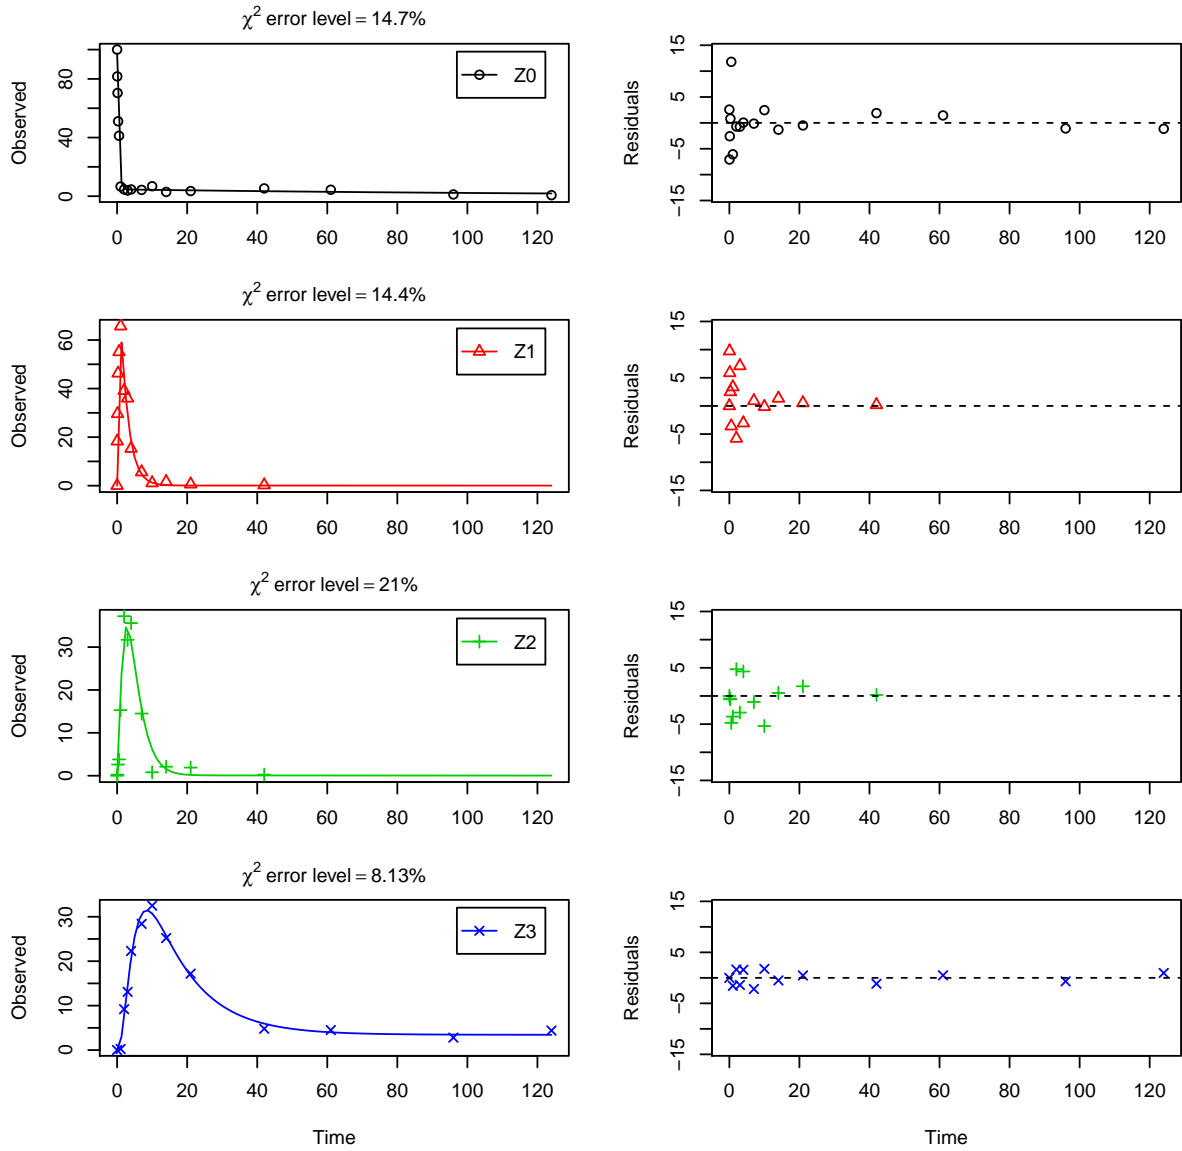 χ2 error level = 14.7%
Observed
0 40 80
Z0
0 20 40 60 80 100 120
Residuals
−15 −5 5 15
0 20 40 60 80 100 120
χ2 error level = 14.4%
Observed
0 20 40 60
Z1
0 20 40 60 80 100 120
Residuals
−15 −5 5 15
0 20 40 60 80 100 120
χ2 error level = 21%
Observed
0 10 20 30
Z2
0 20 40 60 80 100 120
Residuals
−15 −5 5 15
0 20 40 60 80 100 120
χ2 error level = 8.13%
Observed
0 10 20 30
Z3
0 20 40 60 80 100 120
Time
Residuals
−15 −5 5 15
0 20 40 60 80 100 120
Time